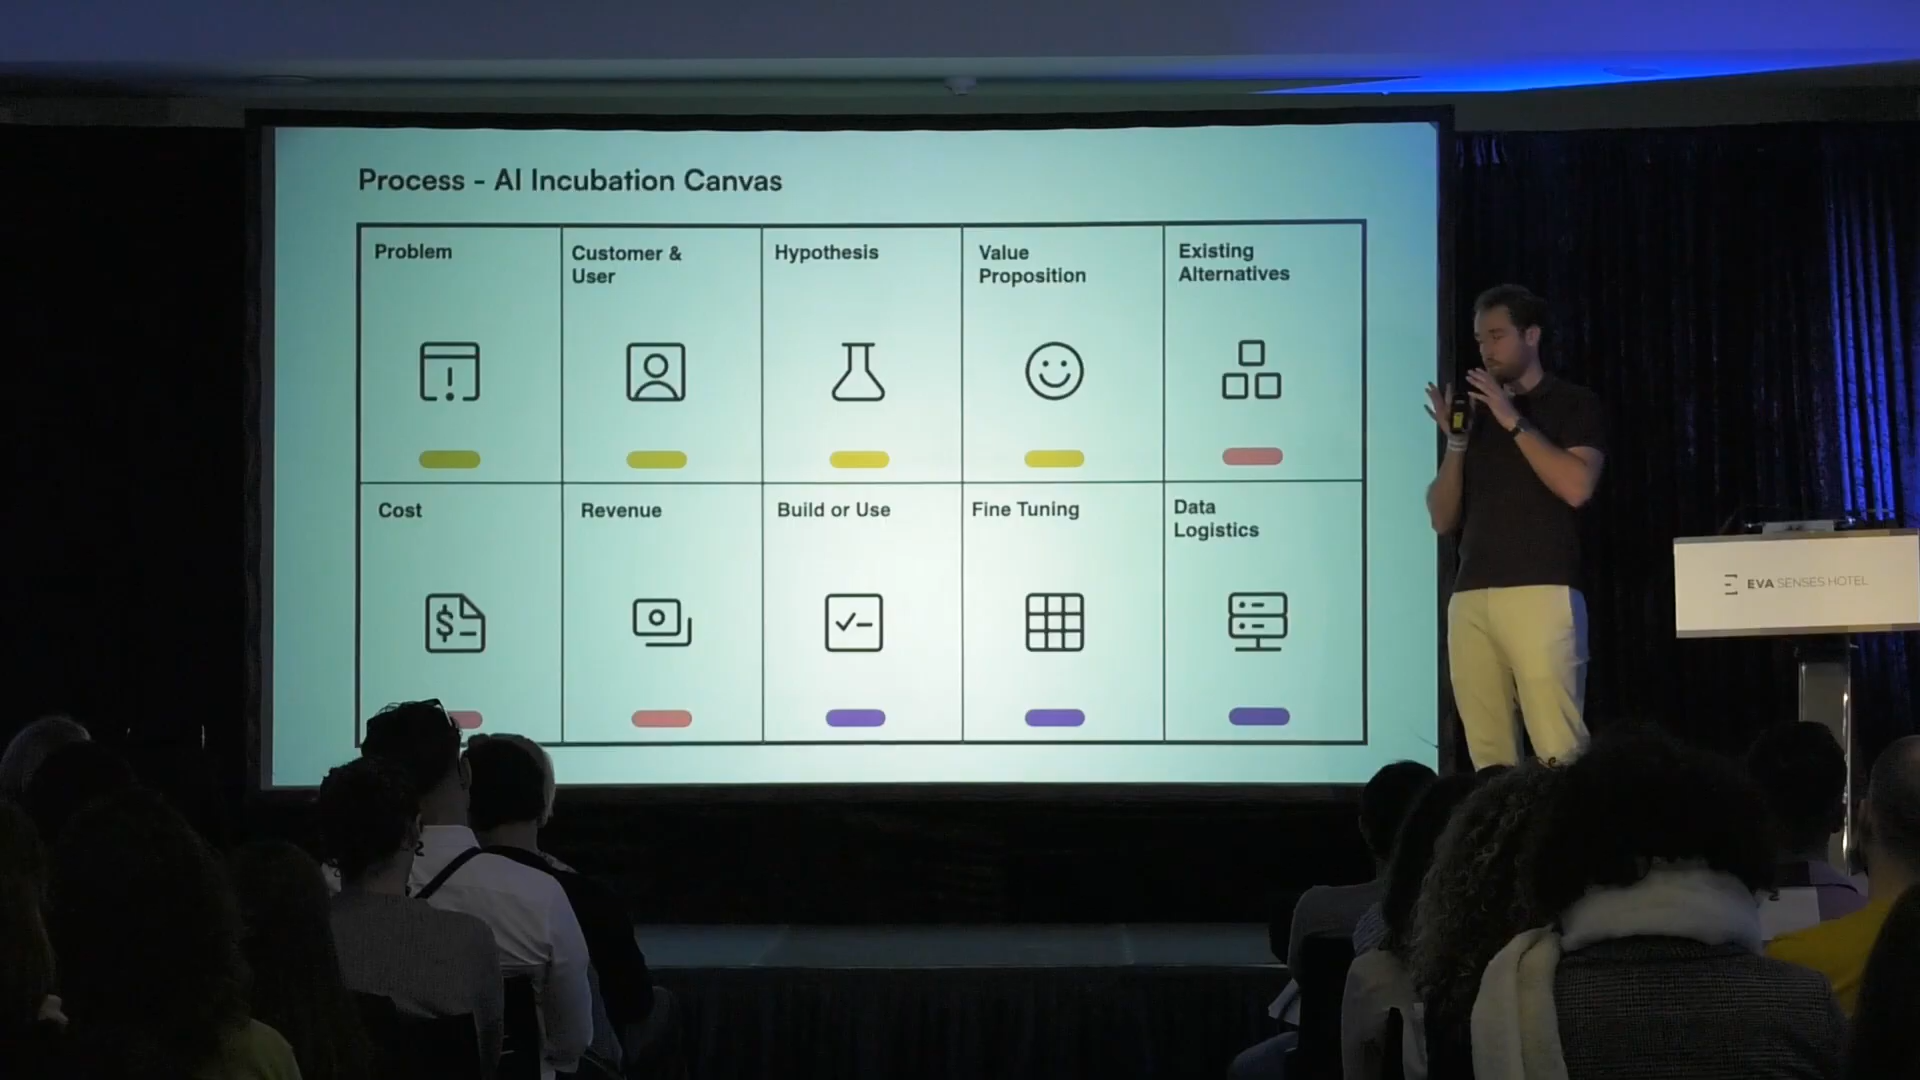 Process - AI Incubation Canvas
Problem
Customer &
User
Hypothesis
Value
Proposition
Existing
Alternatives
Cost
Revenue
Build or Use
Fine Tuning
Data
Logistics
EVA SENSES HOTEL